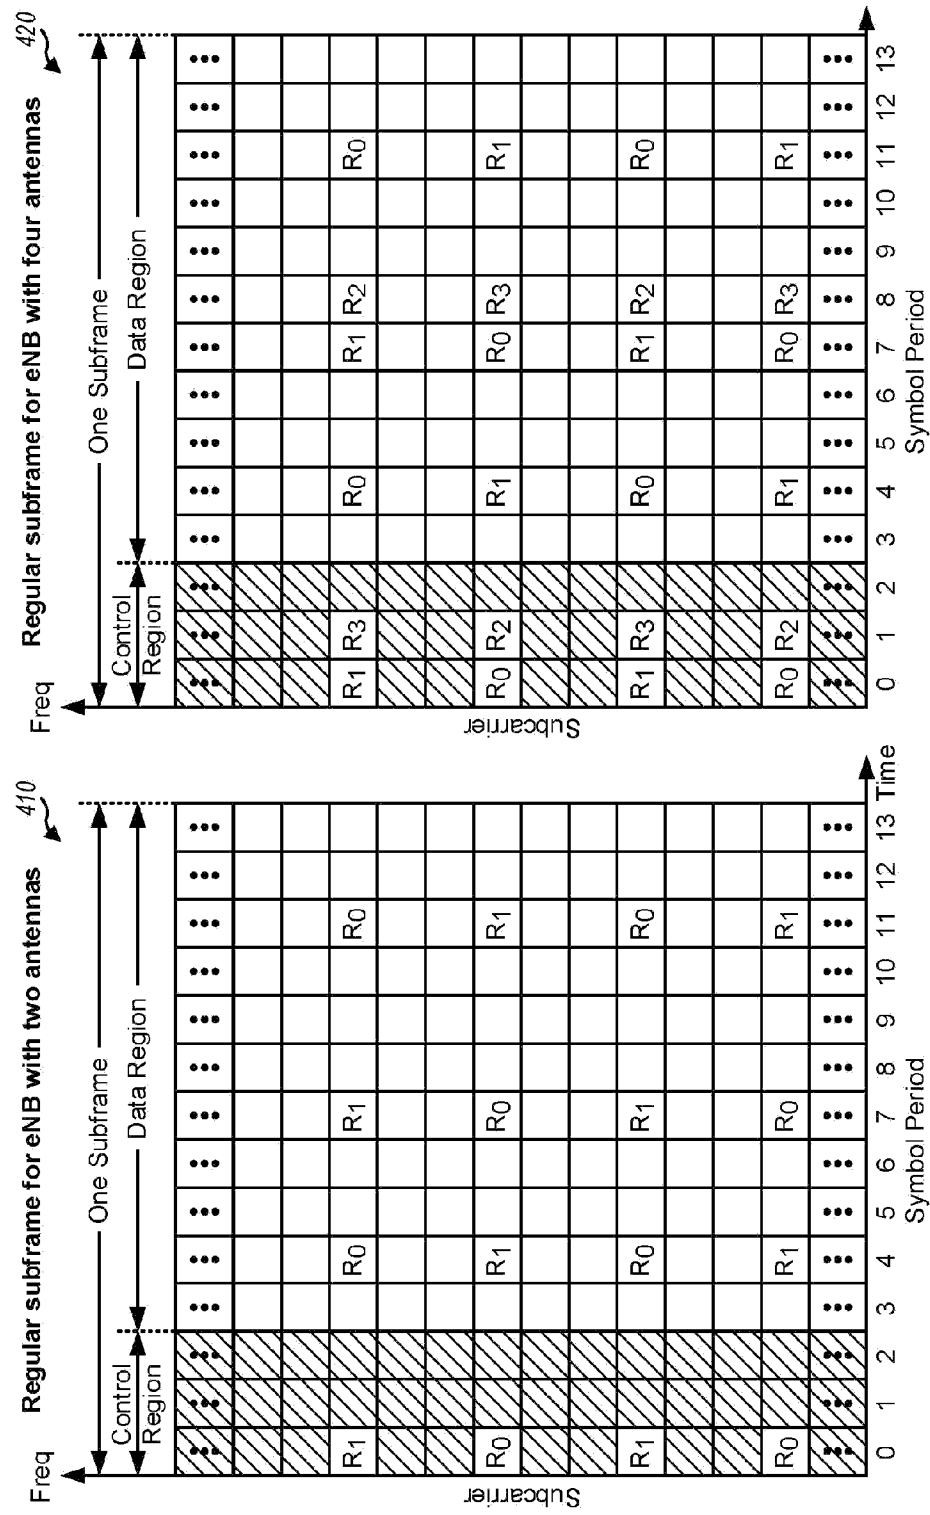 Regular subframe for eNB with two antennas
410
Freq
One Subframe
Control Region
Data Region
Subcarrier
••• ••• ••• ••• ••• ••• ••• ••• ••• ••• ••• ••• ••• •••
R1 R0 R1 R0
R0 R1 R0 R1
R1 R0 R1 R0
R0 R1 R0 R1
••• ••• ••• ••• ••• ••• ••• ••• ••• ••• ••• ••• ••• •••
0 1 2 3 4 5 6 7 8 9 10 11 12 13
Time
Symbol Period
Regular subframe for eNB with four antennas
420
Freq
One Subframe
Control Region
Data Region
Subcarrier
••• ••• ••• ••• ••• ••• ••• ••• ••• ••• ••• ••• ••• •••
R1 R3 R0 R1 R2 R0
R0 R2 R1 R0 R3 R1
R1 R3 R0 R1 R2 R0
R0 R2 R1 R0 R3 R1
••• ••• ••• ••• ••• ••• ••• ••• ••• ••• ••• ••• ••• •••
0 1 2 3 4 5 6 7 8 9 10 11 12 13
Symbol Period